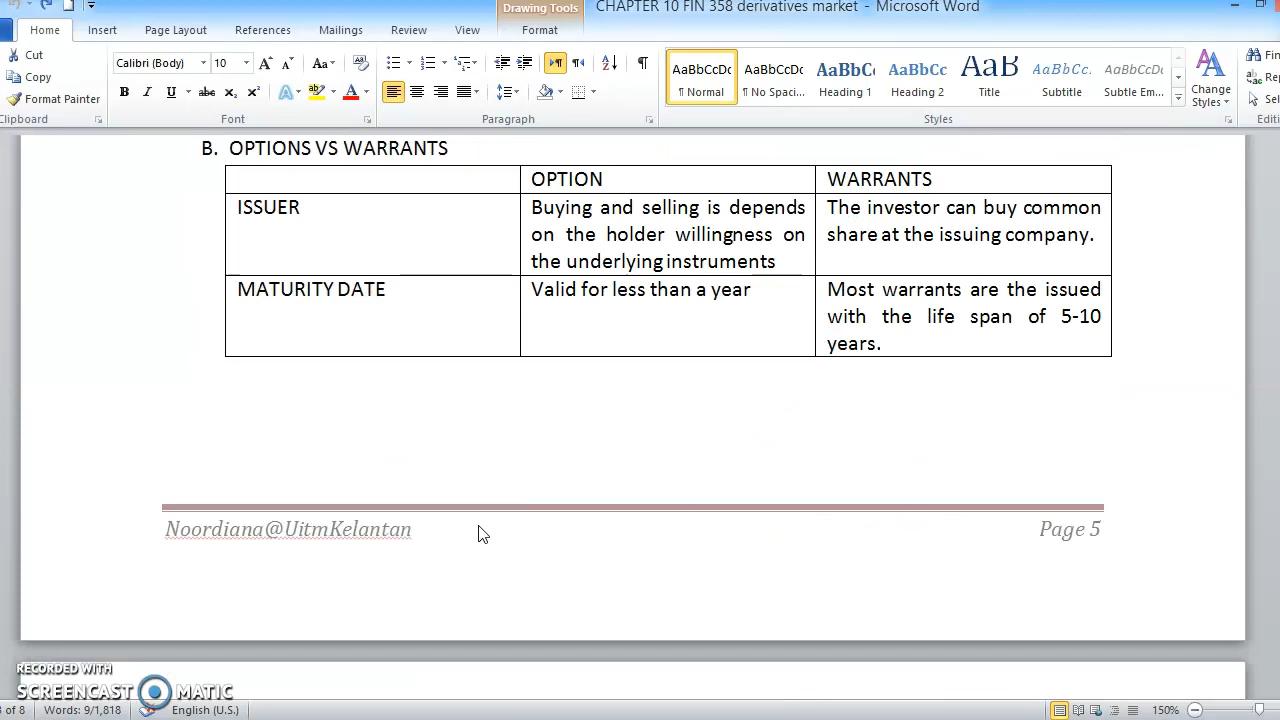 Drawing Tools
CHAPTER 10 FIN 358 derivatives market - Microsoft Word
Home Insert Page Layout References Mailings Review View Format
Cut
Copy
Format Painter
Clipboard
Calibri (Body) 10
Font
Paragraph
AaBbCcDc AaBbCcDc AaBbC AaBbCc AaB AaBbCc. AaBbCcDc
¶ Normal ¶ No Spaci... Heading 1 Heading 2 Title Subtitle Subtle Em...
Change
Styles
Styles
B. OPTIONS VS WARRANTS
OPTION WARRANTS
ISSUER
Buying and selling is depends
on the holder willingness on
the underlying instruments
The investor can buy common
share at the issuing company.
MATURITY DATE
Valid for less than a year
Most warrants are the issued
with the life span of 5-10
years.
Noordiana@UitmKelantan Page 5
RECORDED WITH
SCREENCAST MATIC
of 8 Words: 9/1,818 English (U.S.) 150%